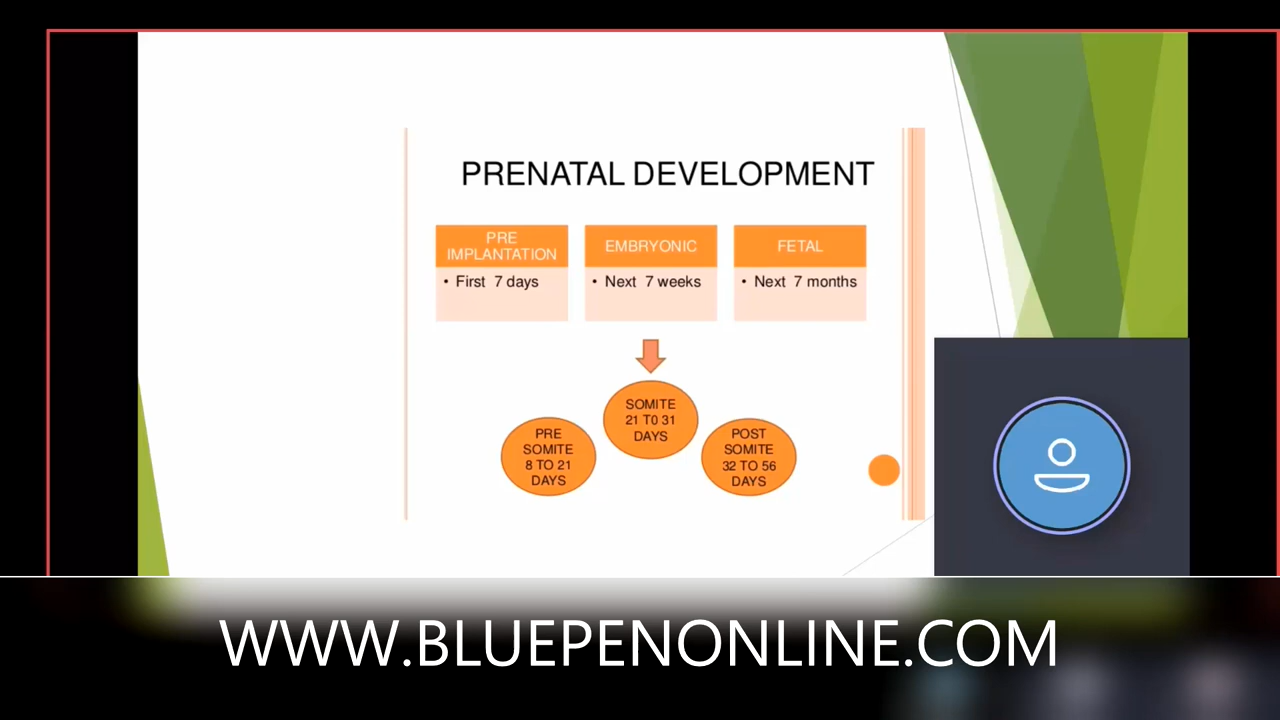 PRENATAL DEVELOPMENT
PRE
IMPLANTATION
• First 7 days
EMBRYONIC
• Next 7 weeks
FETAL
• Next 7 months
PRE
SOMITE
8 TO 21
DAYS
SOMITE
21 T0 31
DAYS
POST
SOMITE
32 TO 56
DAYS
WWW.BLUEPENONLINE.COM